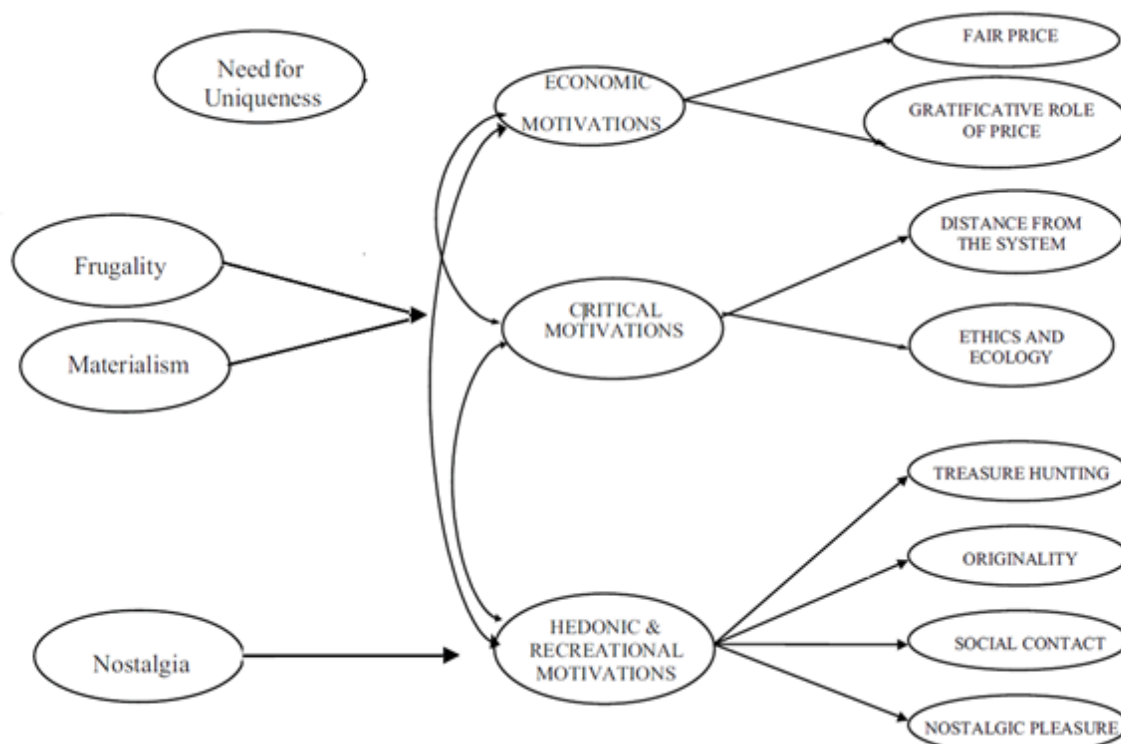 Need for
Uniqueness
Frugality
Materialism
Nostalgia
ECONOMIC
MOTIVATIONS
CRITICAL
MOTIVATIONS
HEDONIC &
RECREATIONAL
MOTIVATIONS
FAIR PRICE
GRATIFICATIVE ROLE
OF PRICE
DISTANCE FROM
THE SYSTEM
ETHICS AND
ECOLOGY
TREASURE HUNTING
ORIGINALITY
SOCIAL CONTACT
NOSTALGIC PLEASURE